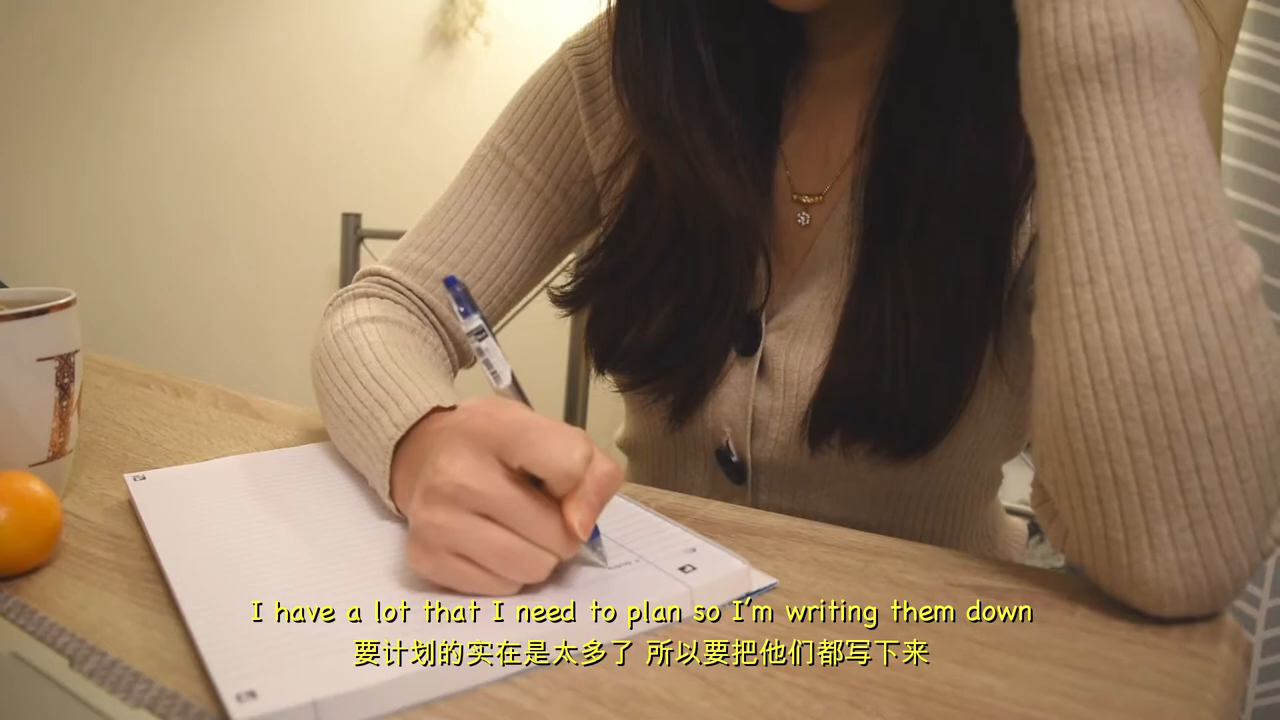 I have a lot that I need to plan so I'm writing them down
要计划的实在是太多了 所以要把他们都写下来